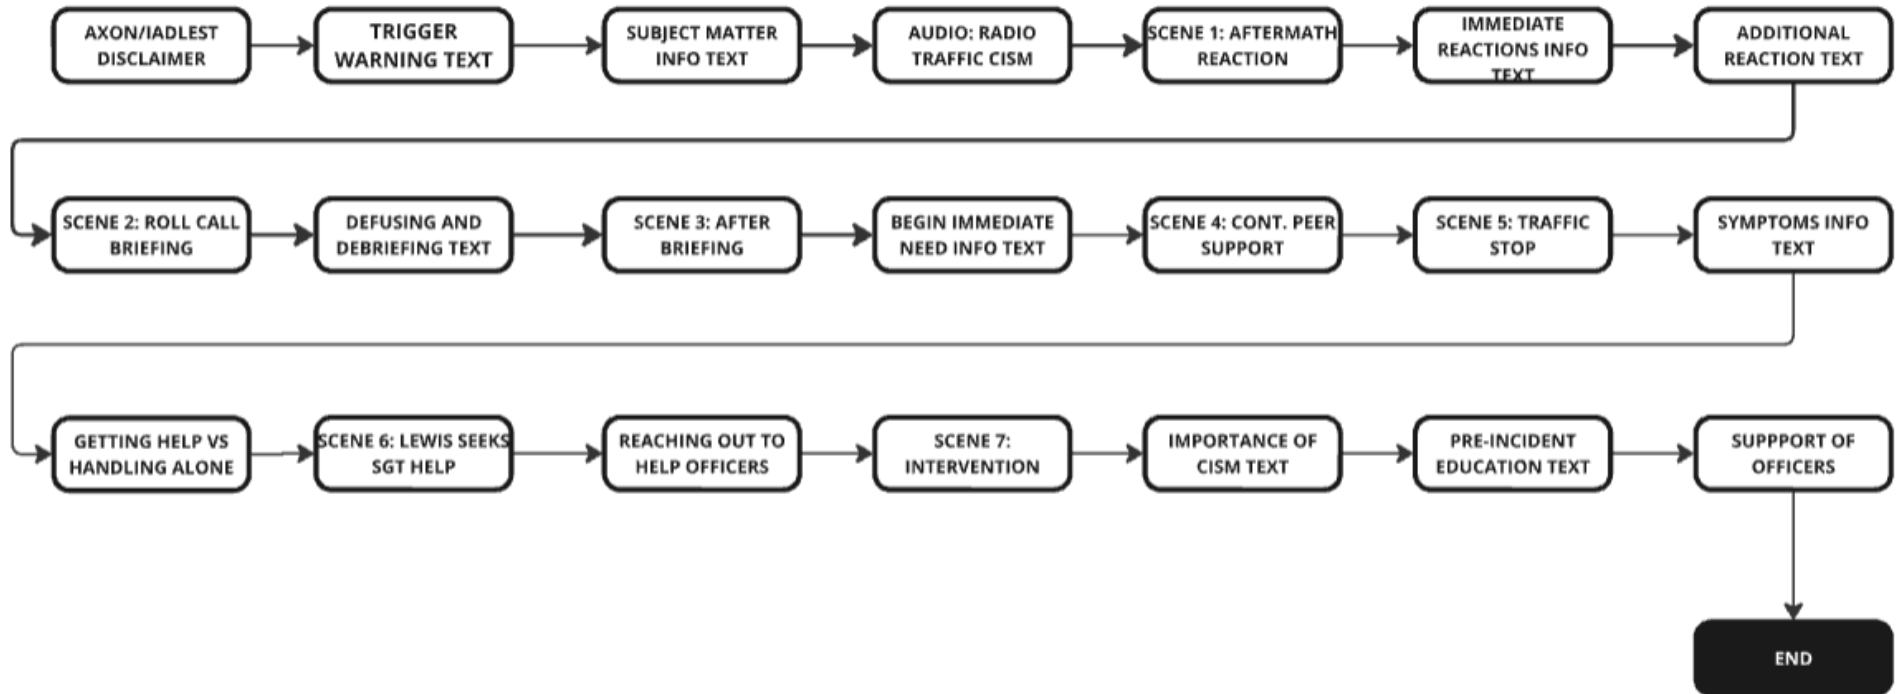 AXON/IADLEST
DISCLAIMER
TRIGGER
WARNING TEXT
SUBJECT MATTER
INFO TEXT
AUDIO: RADIO
TRAFFIC CISM
SCENE 1: AFTERMATH
REACTION
IMMEDIATE
REACTIONS INFO
TEXT
ADDITIONAL
REACTION TEXT
SCENE 2: ROLL CALL
BRIEFING
DEFUSING AND
DEBRIEFING TEXT
SCENE 3: AFTER
BRIEFING
BEGIN IMMEDIATE
NEED INFO TEXT
SCENE 4: CONT. PEER
SUPPORT
SCENE 5: TRAFFIC
STOP
SYMPTOMS INFO
TEXT
GETTING HELP VS
HANDLING ALONE
SCENE 6: LEWIS SEEKS
SGT HELP
REACHING OUT TO
HELP OFFICERS
SCENE 7:
INTERVENTION
IMPORTANCE OF
CISM TEXT
PRE-INCIDENT
EDUCATION TEXT
SUPPPORT OF
OFFICERS
END